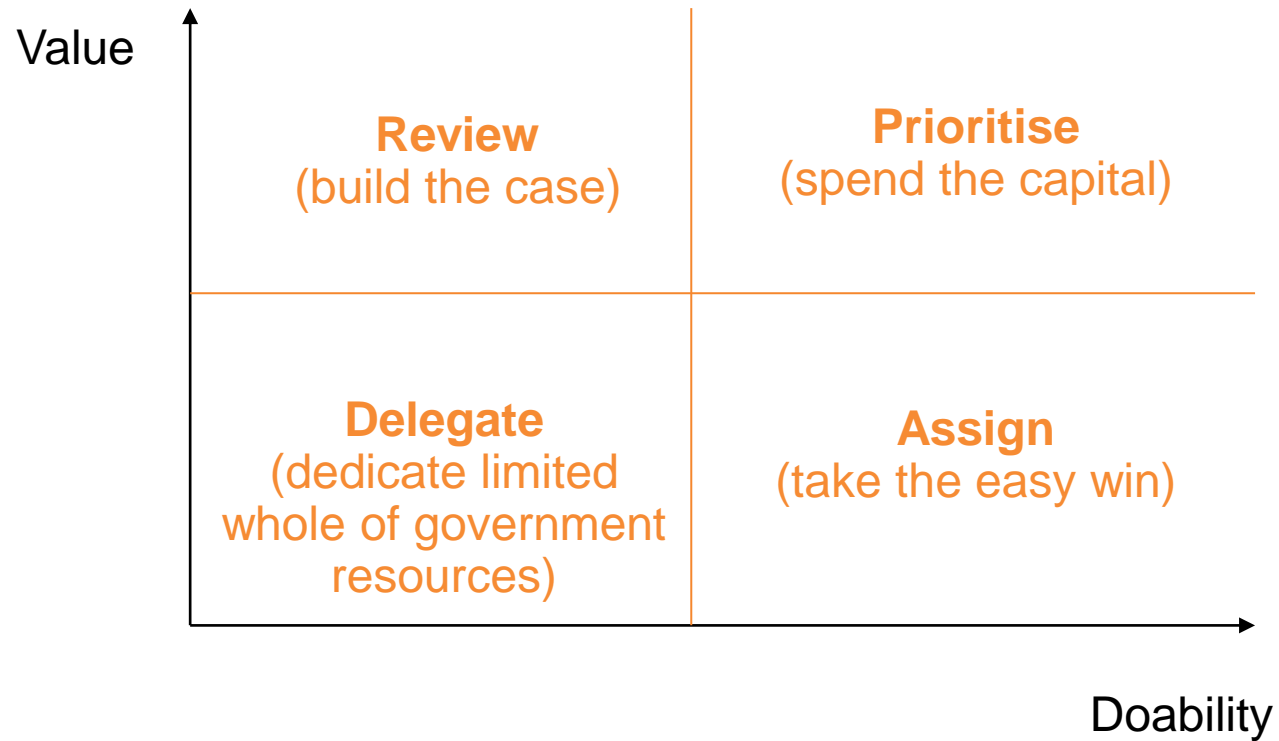 Value
Review
(build the case)
Prioritise
(spend the capital)
Delegate
(dedicate limited
whole of government
resources)
Assign
(take the easy win)
Doability